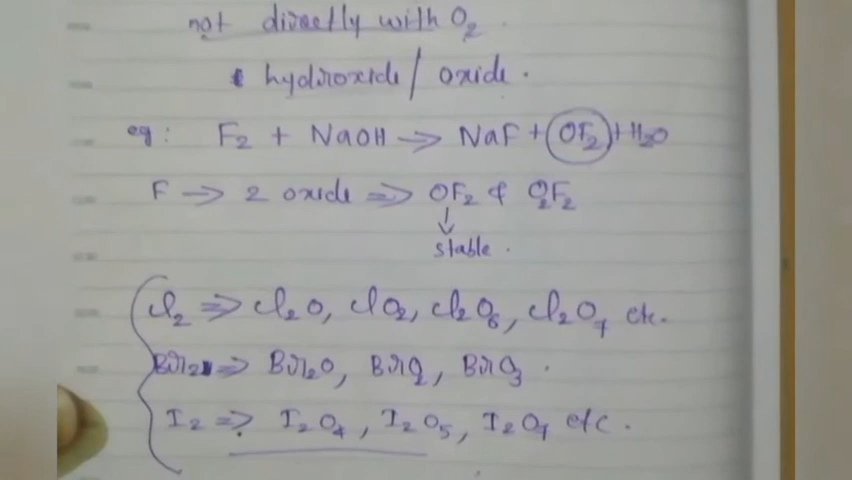 not directly with O₂
hydroxide / oxide.
eg: F₂ + NaOH → NaF + OF₂ + H₂O
F → 2 oxide ⇒ OF₂ & O₂F₂
↓
stable.
Cl₂ ⇒ Cl₂O, ClO₂, Cl₂O₆, Cl₂O₇ etc.
Br₂ ⇒ Br₂O, BrO₂, BrO₃.
I₂ ⇒ I₂O₄, I₂O₅, I₂O₇ etc.